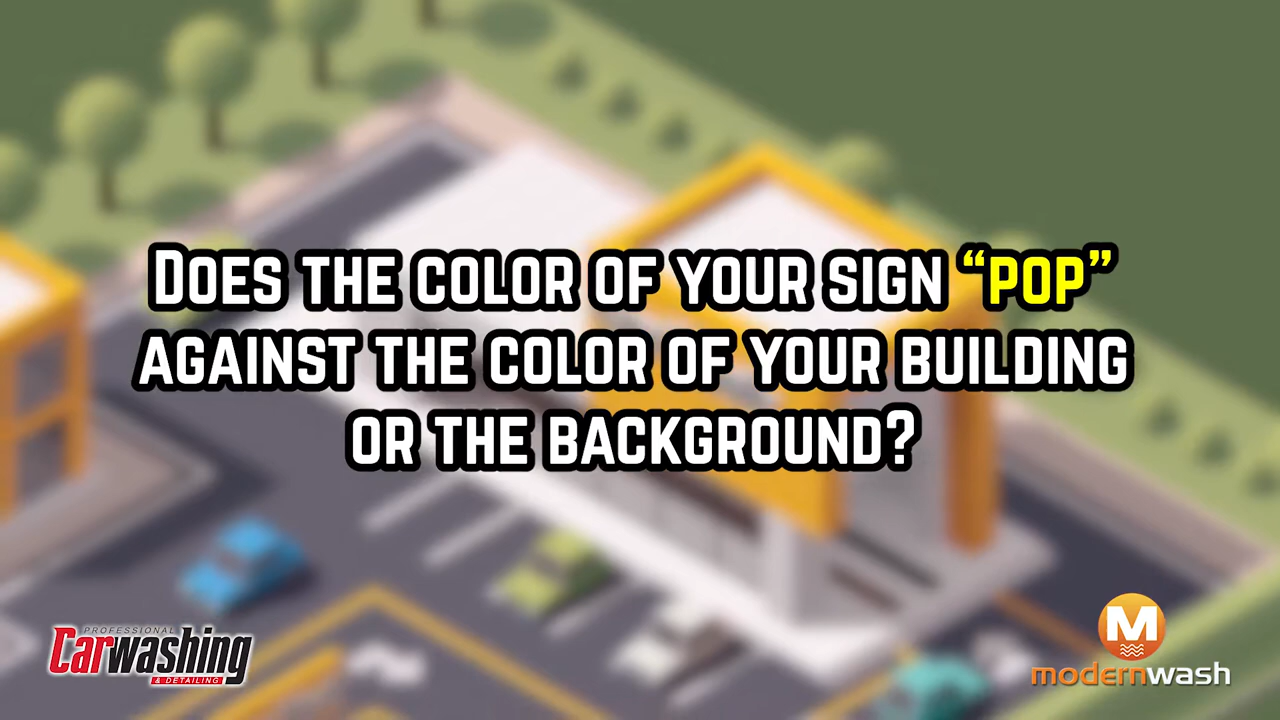 Does the color of your sign “pop”
against the color of your building
or the background?
PROFESSIONAL
Carwashing
& DETAILING
M
modernwash